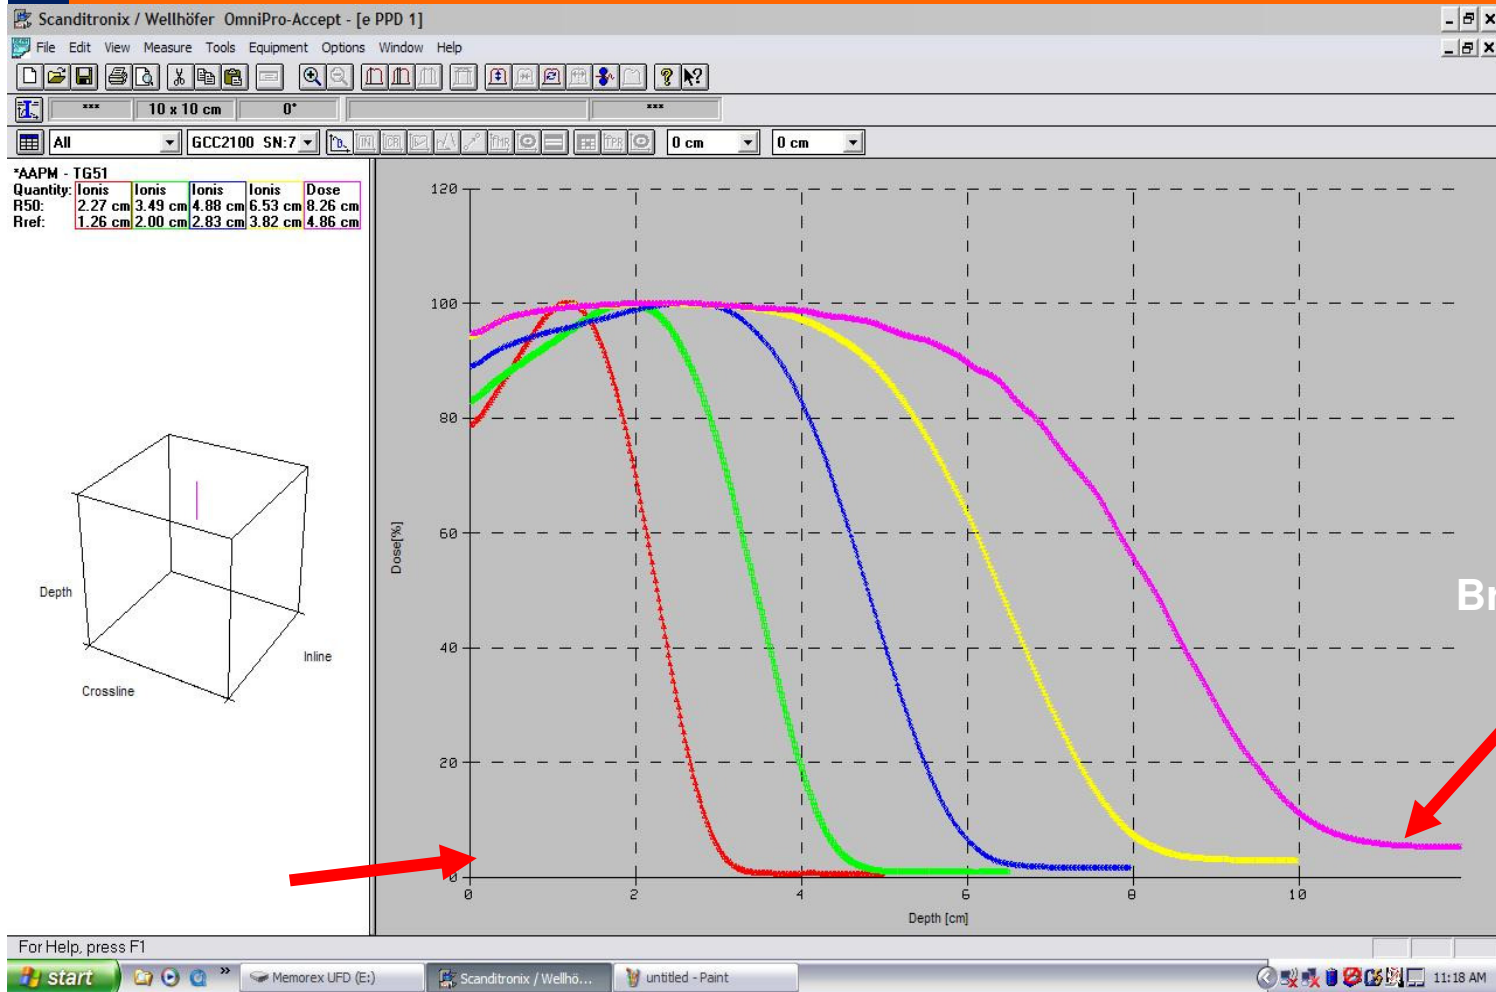 Scanditronix / Wellhöfer OmniPro-Accept - [e PPD 1]
File Edit View Measure Tools Equipment Options Window Help
*** 10 x 10 cm 0° ***
All GCC2100 SN:7 0 cm 0 cm
*AAPM - TG51
Quantity: Ionis Ionis Ionis Ionis Dose
R50: 2.27 cm 3.49 cm 4.88 cm 6.53 cm 8.26 cm
Rref: 1.26 cm 2.00 cm 2.83 cm 3.82 cm 4.86 cm
Depth
Crossline
Inline
120
100
80
60
40
20
0
Dose[%]
0 2 4 6 8 10
Depth [cm]
Br
For Help, press F1
start » Memorex UFD (E:) Scanditronix / Wellhö... untitled - Paint 11:18 AM